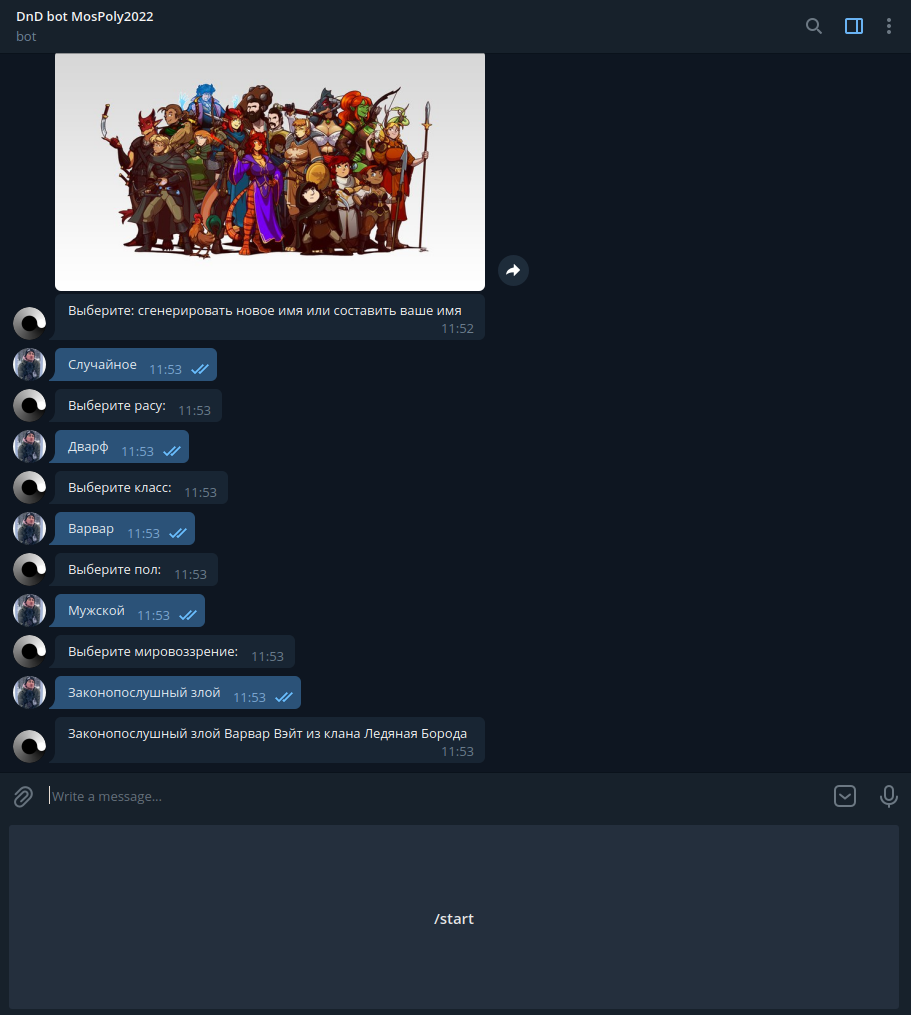 DnD bot MosPoly2022
bot
Выберите: сгенерировать новое имя или составить ваше имя
11:52
Случайное 11:53
Выберите расу: 11:53
Дварф 11:53
Выберите класс: 11:53
Варвар 11:53
Выберите пол: 11:53
Мужской 11:53
Выберите мировоззрение: 11:53
Законопослушный злой 11:53
Законопослушный злой Варвар Вэйт из клана Ледяная Борода
11:53
Write a message...
/start